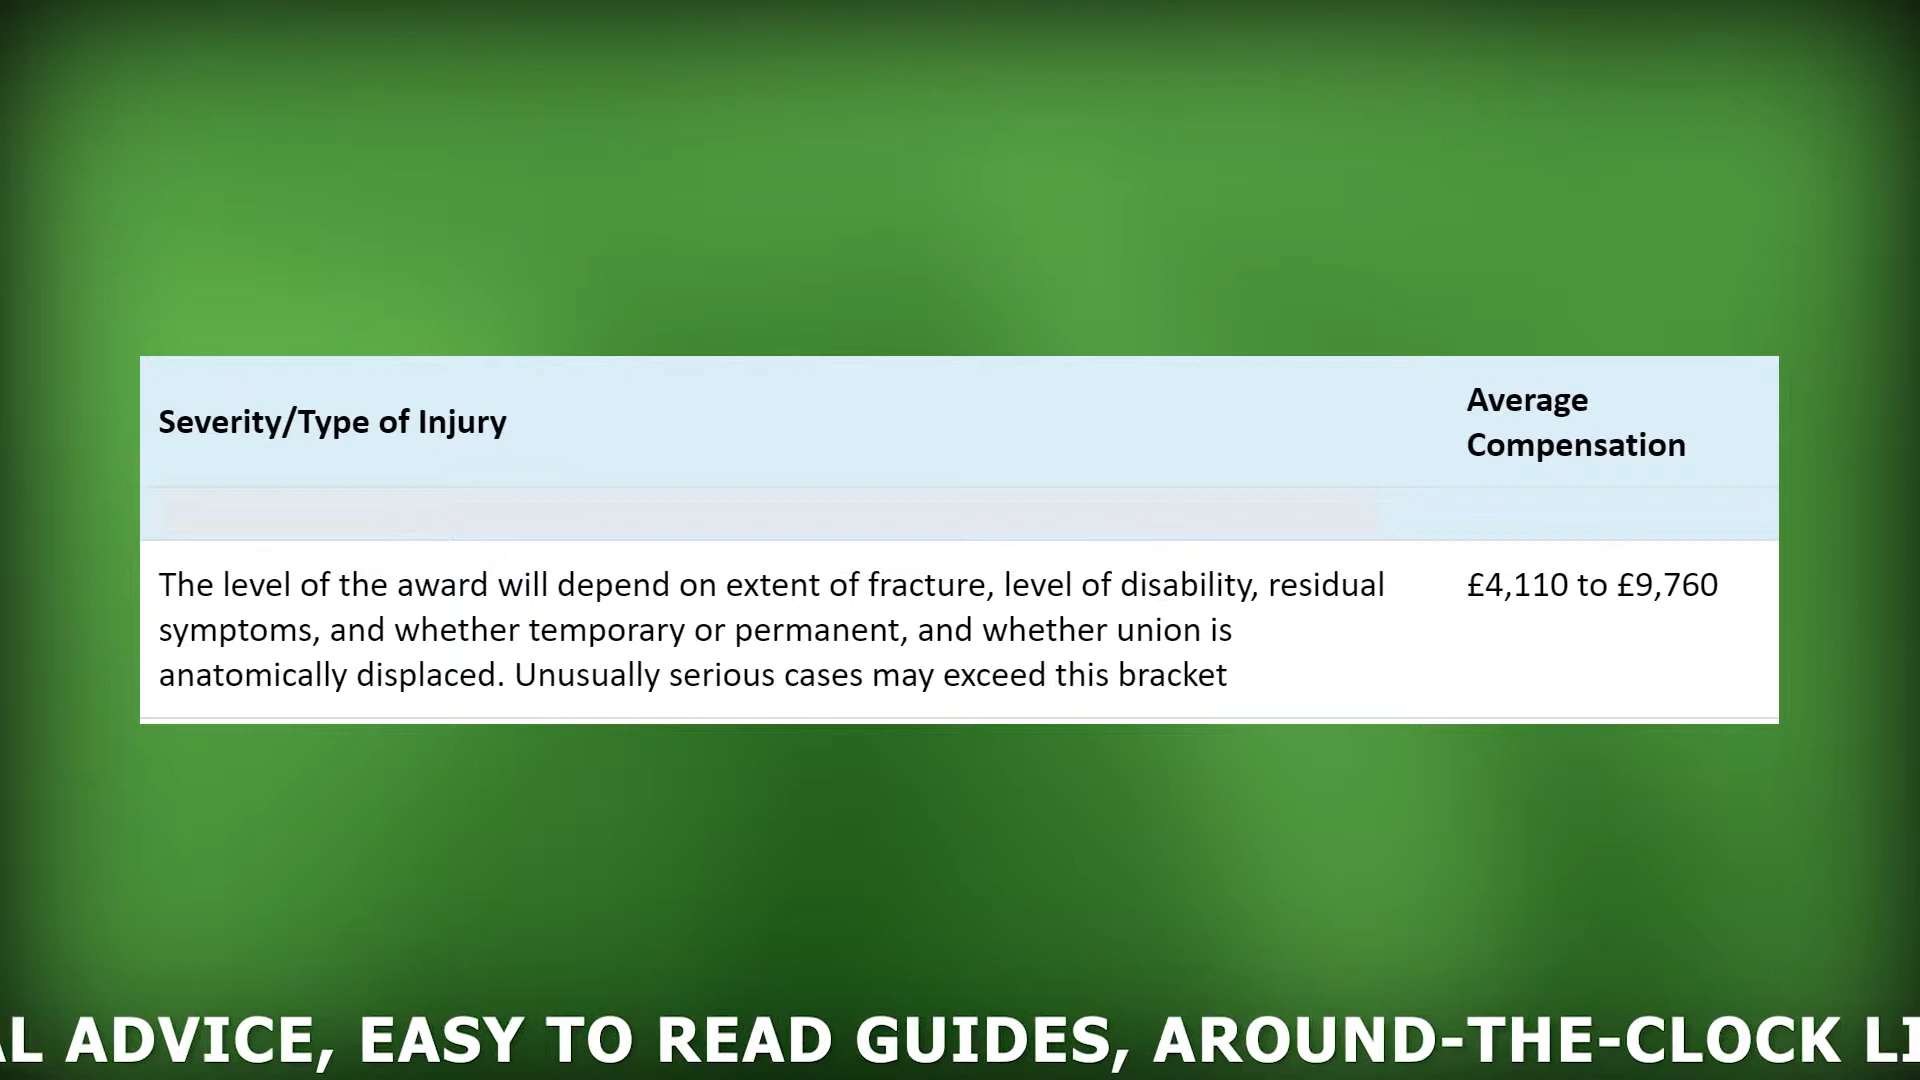 Severity/Type of Injury
Average
Compensation
The level of the award will depend on extent of fracture, level of disability, residual
£4,110 to £9,760
symptoms, and whether temporary or permanent, and whether union is
anatomically displaced. Unusually serious cases may exceed this bracket
ADVICE, EASY TO READ GUIDES, AROUND-THE-CLOCK